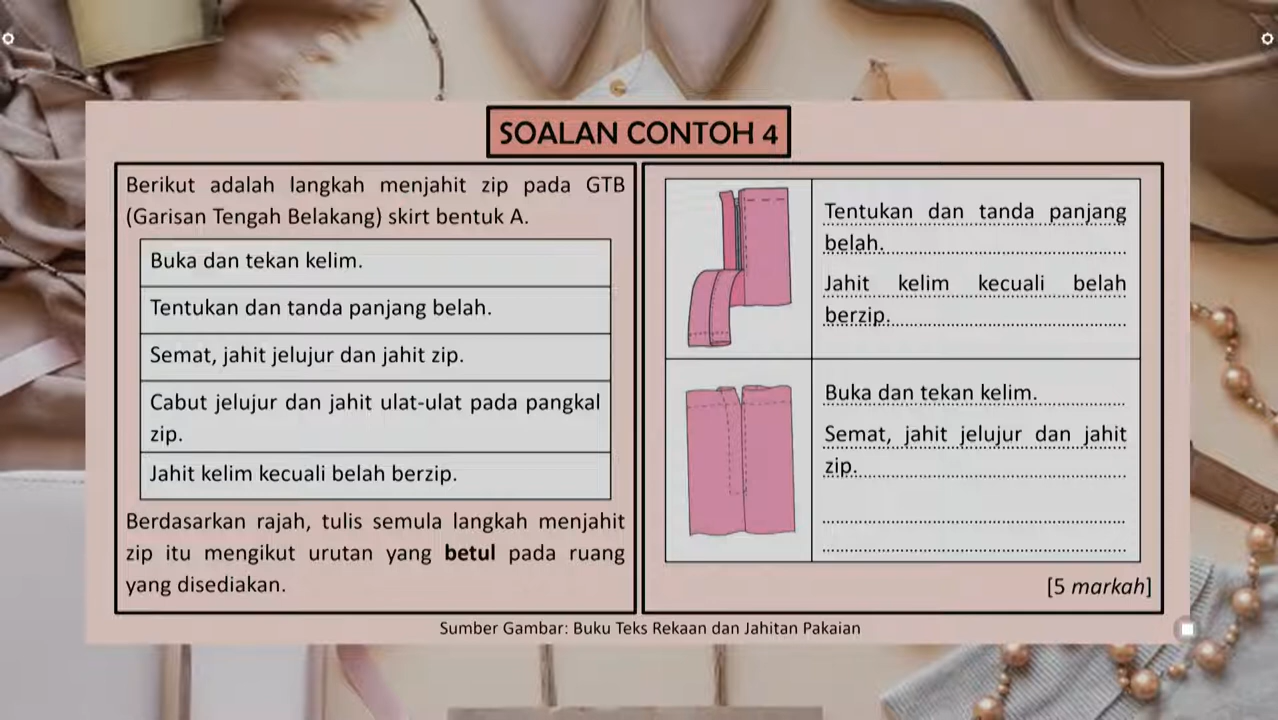 SOALAN CONTOH 4
Berikut adalah langkah menjahit zip pada GTB
(Garisan Tengah Belakang) skirt bentuk A.
Buka dan tekan kelim.
Tentukan dan tanda panjang belah.
Semat, jahit jelujur dan jahit zip.
Cabut jelujur dan jahit ulat-ulat pada pangkal
zip.
Jahit kelim kecuali belah berzip.
Berdasarkan rajah, tulis semula langkah menjahit
zip itu mengikut urutan yang betul pada ruang
yang disediakan.
Tentukan dan tanda panjang
belah.
Jahit kelim kecuali belah
berzip.
Buka dan tekan kelim.
Semat, jahit jelujur dan jahit
zip.
[5 markah]
Sumber Gambar: Buku Teks Rekaan dan Jahitan Pakaian